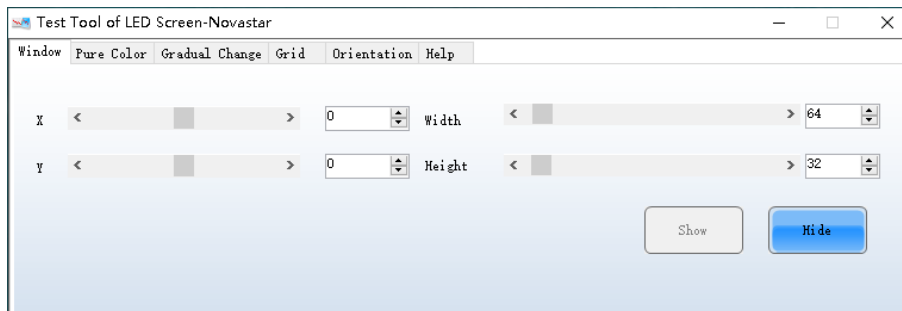 Test Tool of LED Screen-Novastar
Window Pure Color Gradual Change Grid Orientation Help
X 0 Width 64
Y 0 Height 32
Show Hide